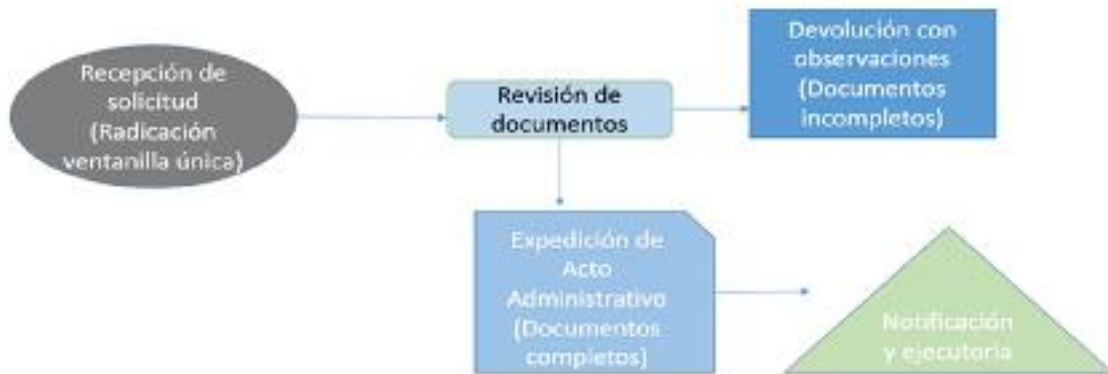 Recepción de
solicitud
(Radicación
ventanilla única)
Revisión de
documentos
Devolución con
observaciones
(Documentos
incompletos)
Expedición de
Acto
Administrativo
(Documentos
completos)
Notificación
y ejecutoria